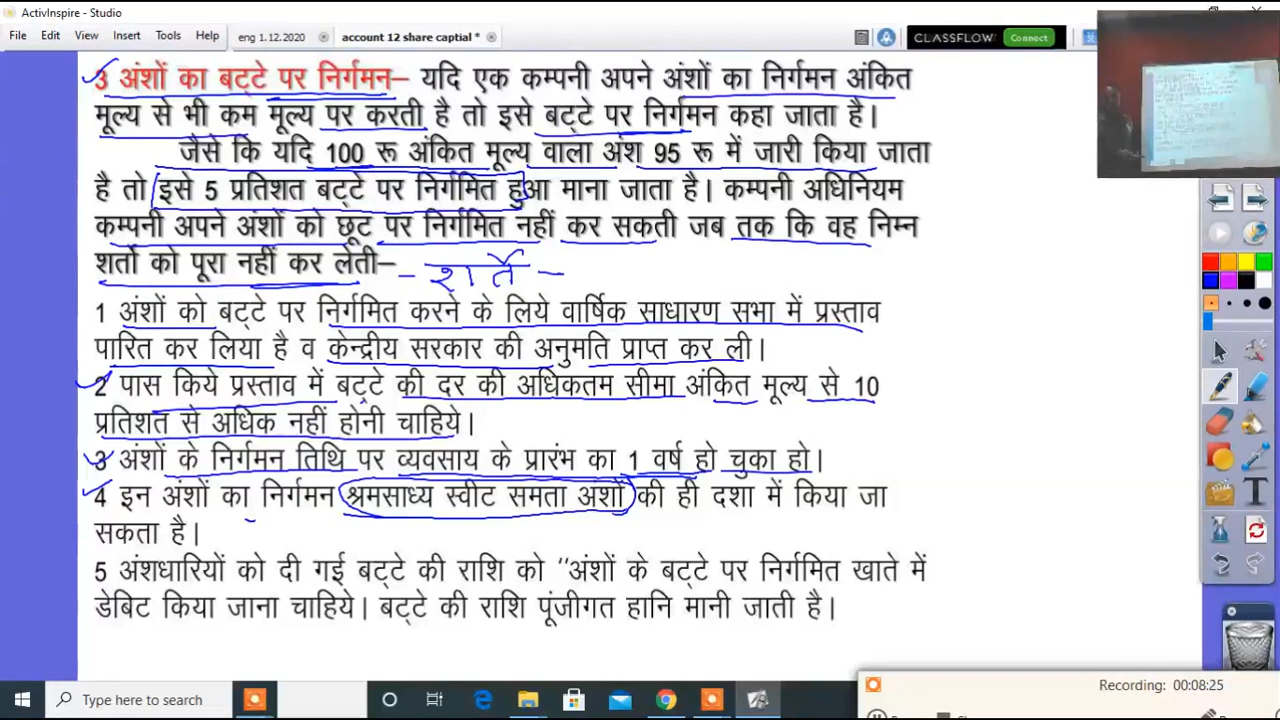 ActivInspire - Studio
File Edit View Insert Tools Help eng 1.12.2020 account 12 share captial * CLASSFLOW Connect
3 अंशों का बट्टे पर निर्गमन– यदि एक कम्पनी अपने अंशों का निर्गमन अंकित
मूल्य से भी कम मूल्य पर करती है तो इसे बट्टे पर निर्गमन कहा जाता है।
जैसे कि यदि 100 रू अंकित मूल्य वाला अंश 95 रू में जारी किया जाता
है तो इसे 5 प्रतिशत बट्टे पर निर्गमित हुआ माना जाता है। कम्पनी अधिनियम
कम्पनी अपने अंशों को छूट पर निर्गमित नहीं कर सकती जब तक कि वह निम्न
शर्तो को पूरा नहीं कर लेती– – शर्ते –
1 अंशों को बट्टे पर निर्गमित करने के लिये वार्षिक साधारण सभा में प्रस्ताव
पारित कर लिया है व केन्द्रीय सरकार की अनुमति प्राप्त कर ली।
2 पास किये प्रस्ताव में बट्टे की दर की अधिकतम सीमा अंकित मूल्य से 10
प्रतिशत से अधिक नहीं होनी चाहिये।
3 अंशों के निर्गमन तिथि पर व्यवसाय के प्रारंभ का 1 वर्ष हो चुका हो।
4 इन अंशों का निर्गमन श्रमसाध्य स्वीट समता अंशों की ही दशा में किया जा
सकता है।
5 अंशधारियों को दी गई बट्टे की राशि को ''अंशों के बट्टे पर निर्गमित खाते में
डेबिट किया जाना चाहिये। बट्टे की राशि पूंजीगत हानि मानी जाती है।
Type here to search
Recording: 00:08:25